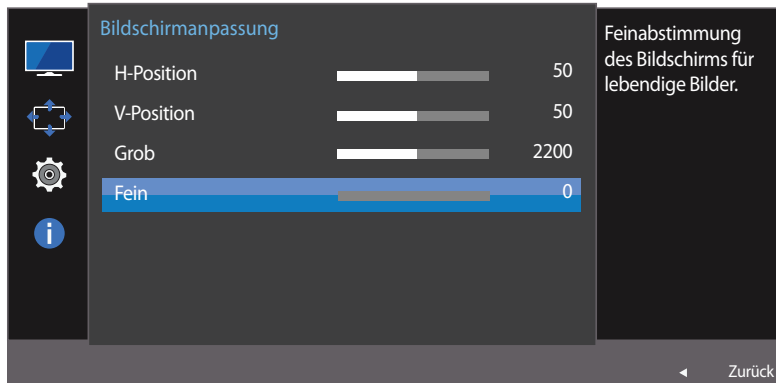 Bildschirmanpassung
H-Position 50
V-Position 50
Grob 2200
Fein 0
Feinabstimmung
des Bildschirms für
lebendige Bilder.
Zurück